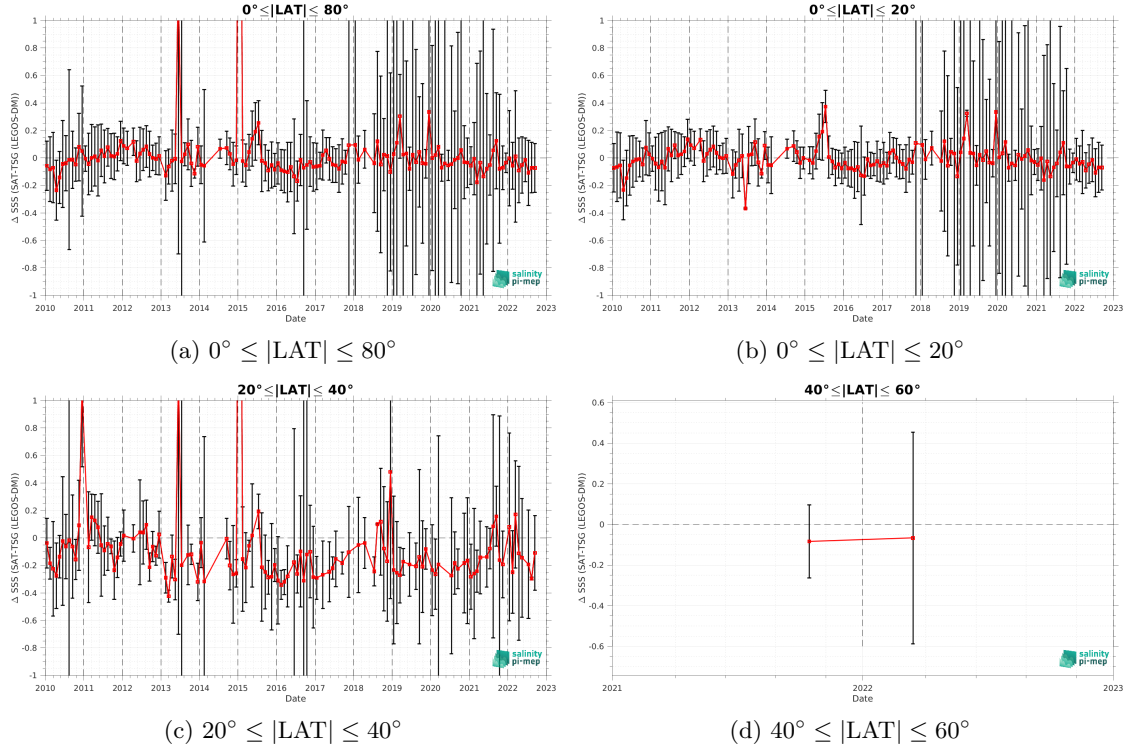 0°≤|LAT|≤ 80°
Δ SSS (SAT-TSG (LEGOS-DM))
1
0.8
0.6
0.4
0.2
0
-0.2
-0.4
-0.6
-0.8
-1
salinity
pi-mep
2010 2011 2012 2013 2014 2015 2016 2017 2018 2019 2020 2021 2022 2023
Date
(a) 0° ≤ |LAT| ≤ 80°
0°≤|LAT|≤ 20°
Δ SSS (SAT-TSG (LEGOS-DM))
1
0.8
0.6
0.4
0.2
0
-0.2
-0.4
-0.6
-0.8
-1
salinity
pi-mep
2010 2011 2012 2013 2014 2015 2016 2017 2018 2019 2020 2021 2022 2023
Date
(b) 0° ≤ |LAT| ≤ 20°
20°≤|LAT|≤ 40°
Δ SSS (SAT-TSG (LEGOS-DM))
1
0.8
0.6
0.4
0.2
0
-0.2
-0.4
-0.6
-0.8
-1
salinity
pi-mep
2010 2011 2012 2013 2014 2015 2016 2017 2018 2019 2020 2021 2022 2023
Date
(c) 20° ≤ |LAT| ≤ 40°
40°≤|LAT|≤ 60°
Δ SSS (SAT-TSG (LEGOS-DM))
0.6
0.4
0.2
0
-0.2
-0.4
-0.6
salinity
pi-mep
2021 2022 2023
Date
(d) 40° ≤ |LAT| ≤ 60°